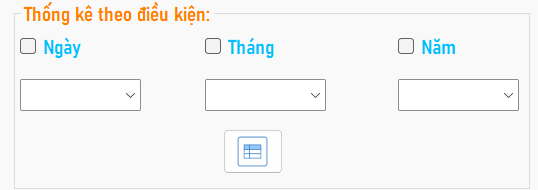 Thống kê theo điều kiện:
Ngày Tháng Năm